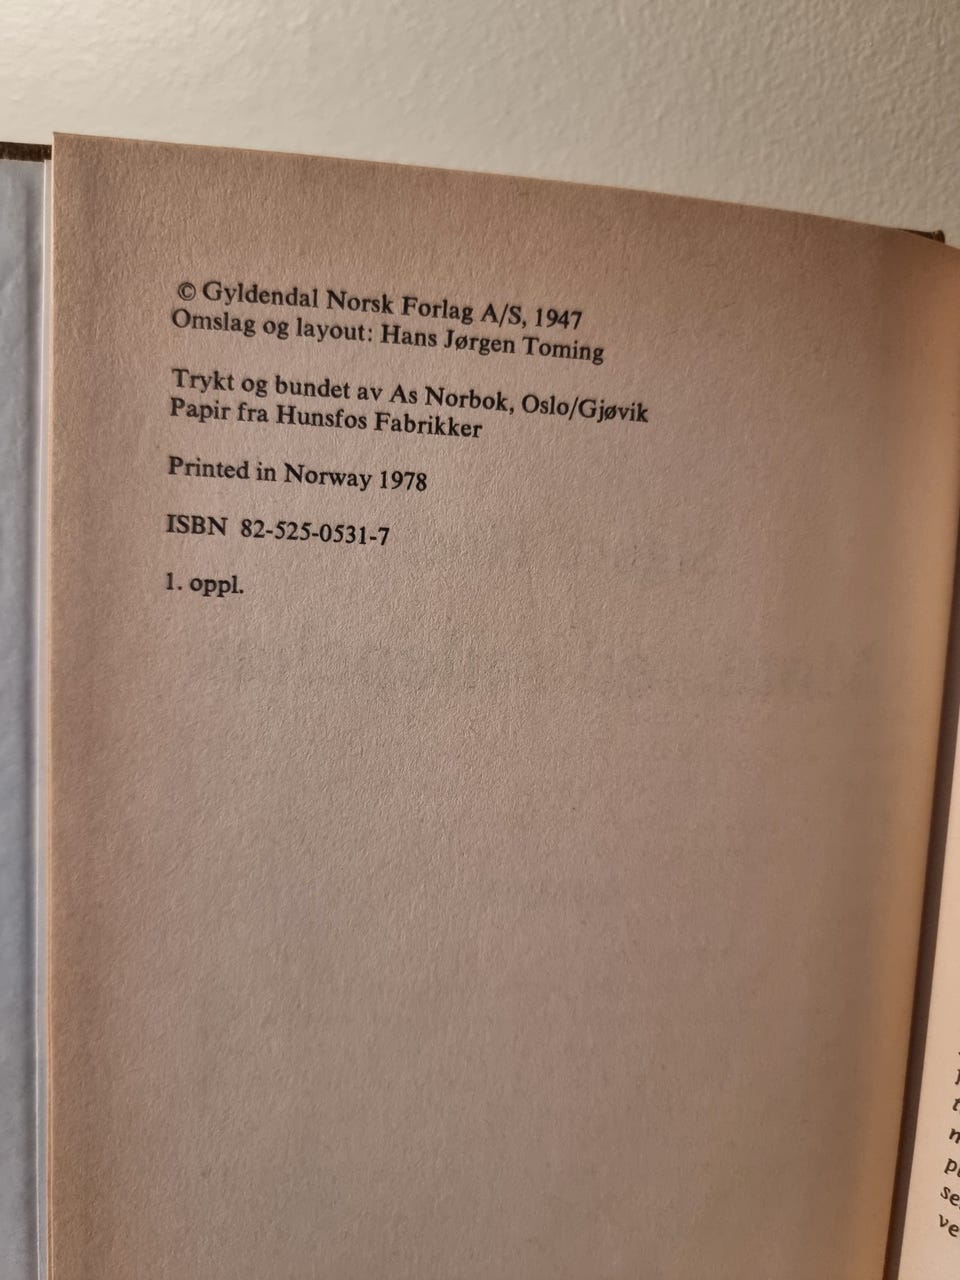 © Gyldendal Norsk Forlag A/S, 1947
Omslag og layout: Hans Jørgen Toming
Trykt og bundet av As Norbok, Oslo/Gjøvik
Papir fra Hunsfos Fabrikker
Printed in Norway 1978
ISBN 82-525-0531-7
1. oppl.